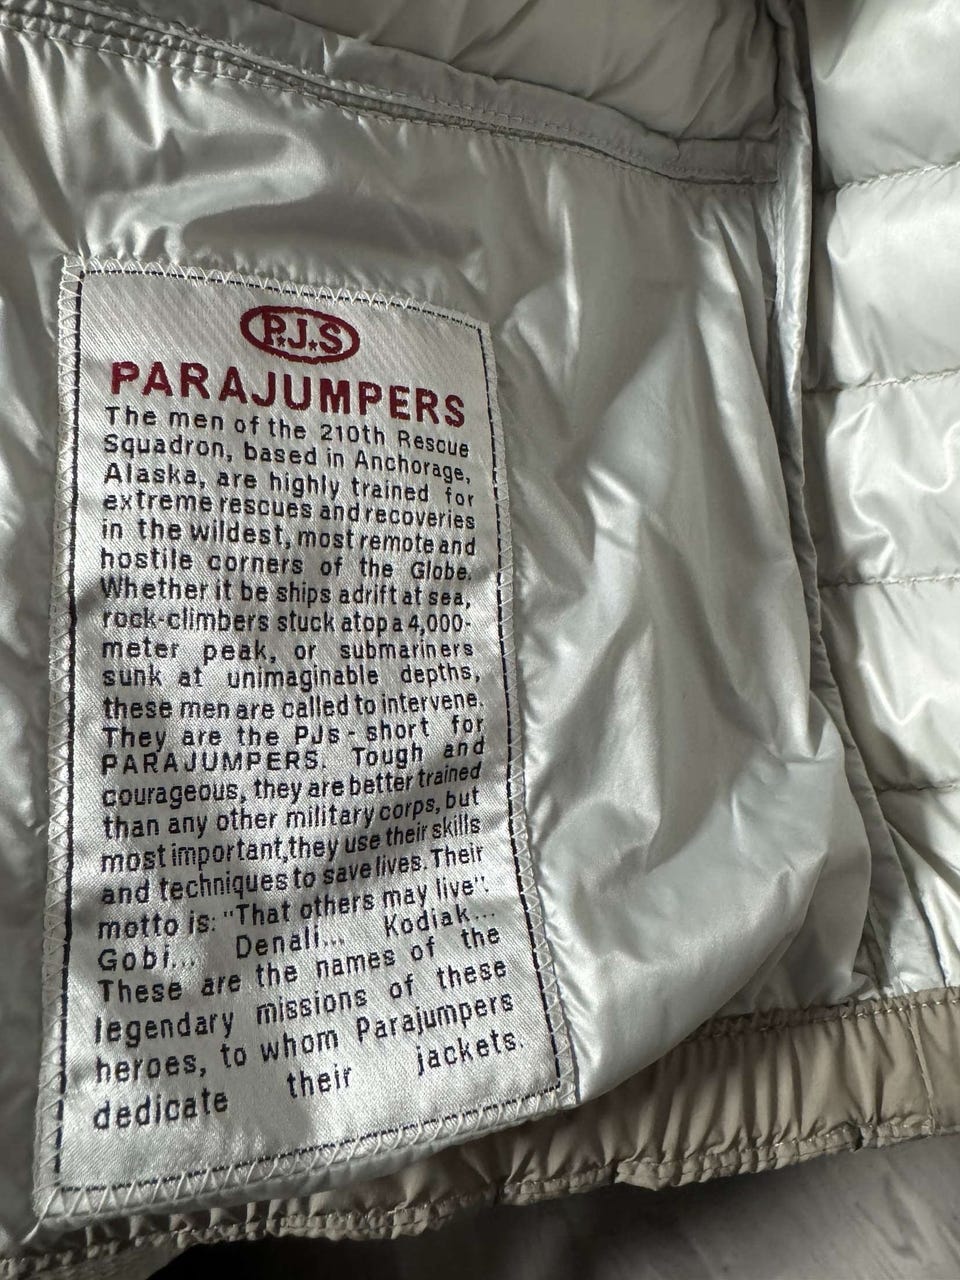 P.J.S
PARAJUMPERS
The men of the 210th Rescue
Squadron, based in Anchorage,
Alaska, are highly trained for
extreme rescues and recoveries
in the wildest, most remote and
hostile corners of the Globe.
Whether it be ships adrift at sea,
rock-climbers stuck atop a 4,000-
meter peak, or submariners
sunk at unimaginable depths,
these men are called to intervene.
They are the PJs - short for
PARAJUMPERS. Tough and
courageous, they are better trained
than any other military corps, but
most important,they use their skills
and techniques to save lives. Their
motto is: "That others may live".
Gobi... Denali... Kodiak...
These are the names of the
legendary missions of these
heroes, to whom Parajumpers
dedicate their jackets.